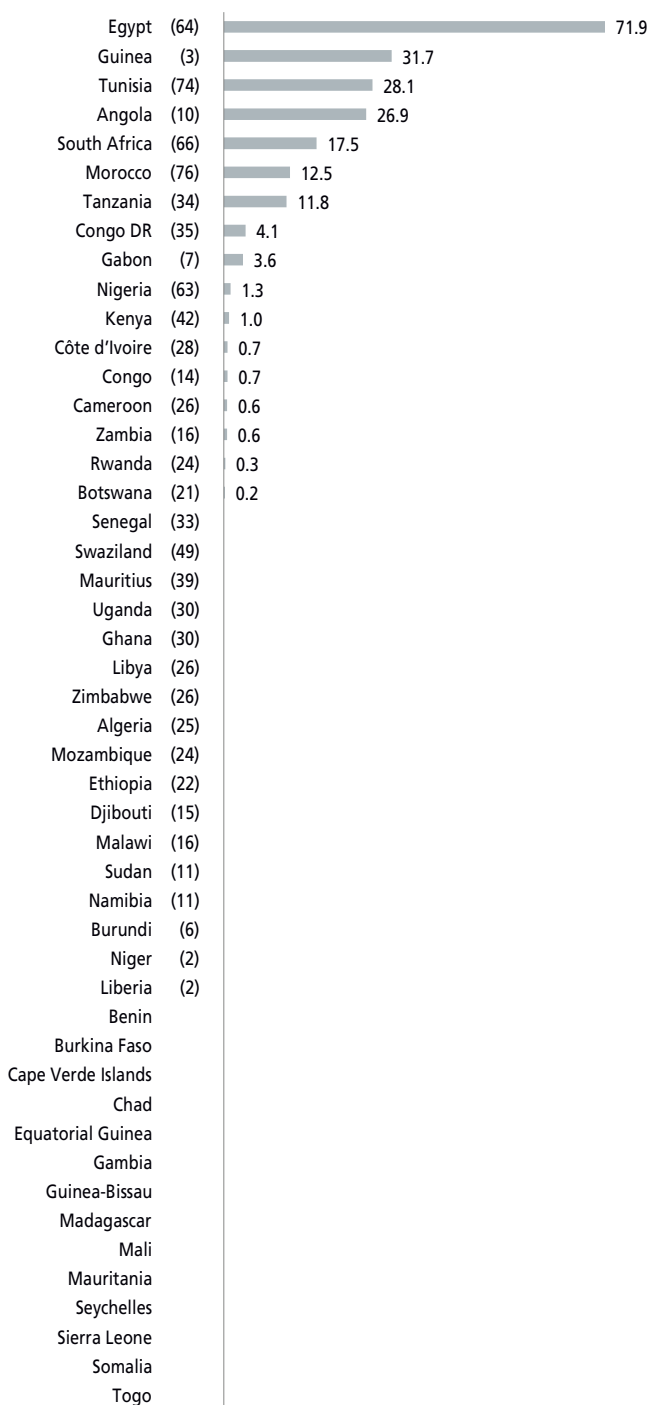 Egypt (64) 71.9
Guinea (3) 31.7
Tunisia (74) 28.1
Angola (10) 26.9
South Africa (66) 17.5
Morocco (76) 12.5
Tanzania (34) 11.8
Congo DR (35) 4.1
Gabon (7) 3.6
Nigeria (63) 1.3
Kenya (42) 1.0
Côte d’Ivoire (28) 0.7
Congo (14) 0.7
Cameroon (26) 0.6
Zambia (16) 0.6
Rwanda (24) 0.3
Botswana (21) 0.2
Senegal (33)
Swaziland (49)
Mauritius (39)
Uganda (30)
Ghana (30)
Libya (26)
Zimbabwe (26)
Algeria (25)
Mozambique (24)
Ethiopia (22)
Djibouti (15)
Malawi (16)
Sudan (11)
Namibia (11)
Burundi (6)
Niger (2)
Liberia (2)
Benin
Burkina Faso
Cape Verde Islands
Chad
Equatorial Guinea
Gambia
Guinea-Bissau
Madagascar
Mali
Mauritania
Seychelles
Sierra Leone
Somalia
Togo